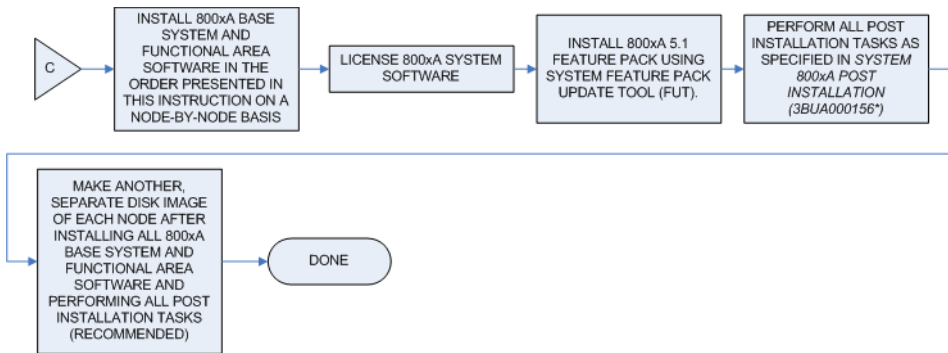 C
INSTALL 800xA BASE
SYSTEM AND
FUNCTIONAL AREA
SOFTWARE IN THE
ORDER PRESENTED IN
THIS INSTRUCTION ON A
NODE-BY-NODE BASIS
LICENSE 800xA SYSTEM
SOFTWARE
INSTALL 800xA 5.1
FEATURE PACK USING
SYSTEM FEATURE PACK
UPDATE TOOL (FUT).
PERFORM ALL POST
INSTALLATION TASKS AS
SPECIFIED IN SYSTEM
800xA POST
INSTALLATION
(3BUA000156*)
MAKE ANOTHER,
SEPARATE DISK IMAGE
OF EACH NODE AFTER
INSTALLING ALL 800xA
BASE SYSTEM AND
FUNCTIONAL AREA
SOFTWARE AND
PERFORMING ALL POST
INSTALLATION TASKS
(RECOMMENDED)
DONE